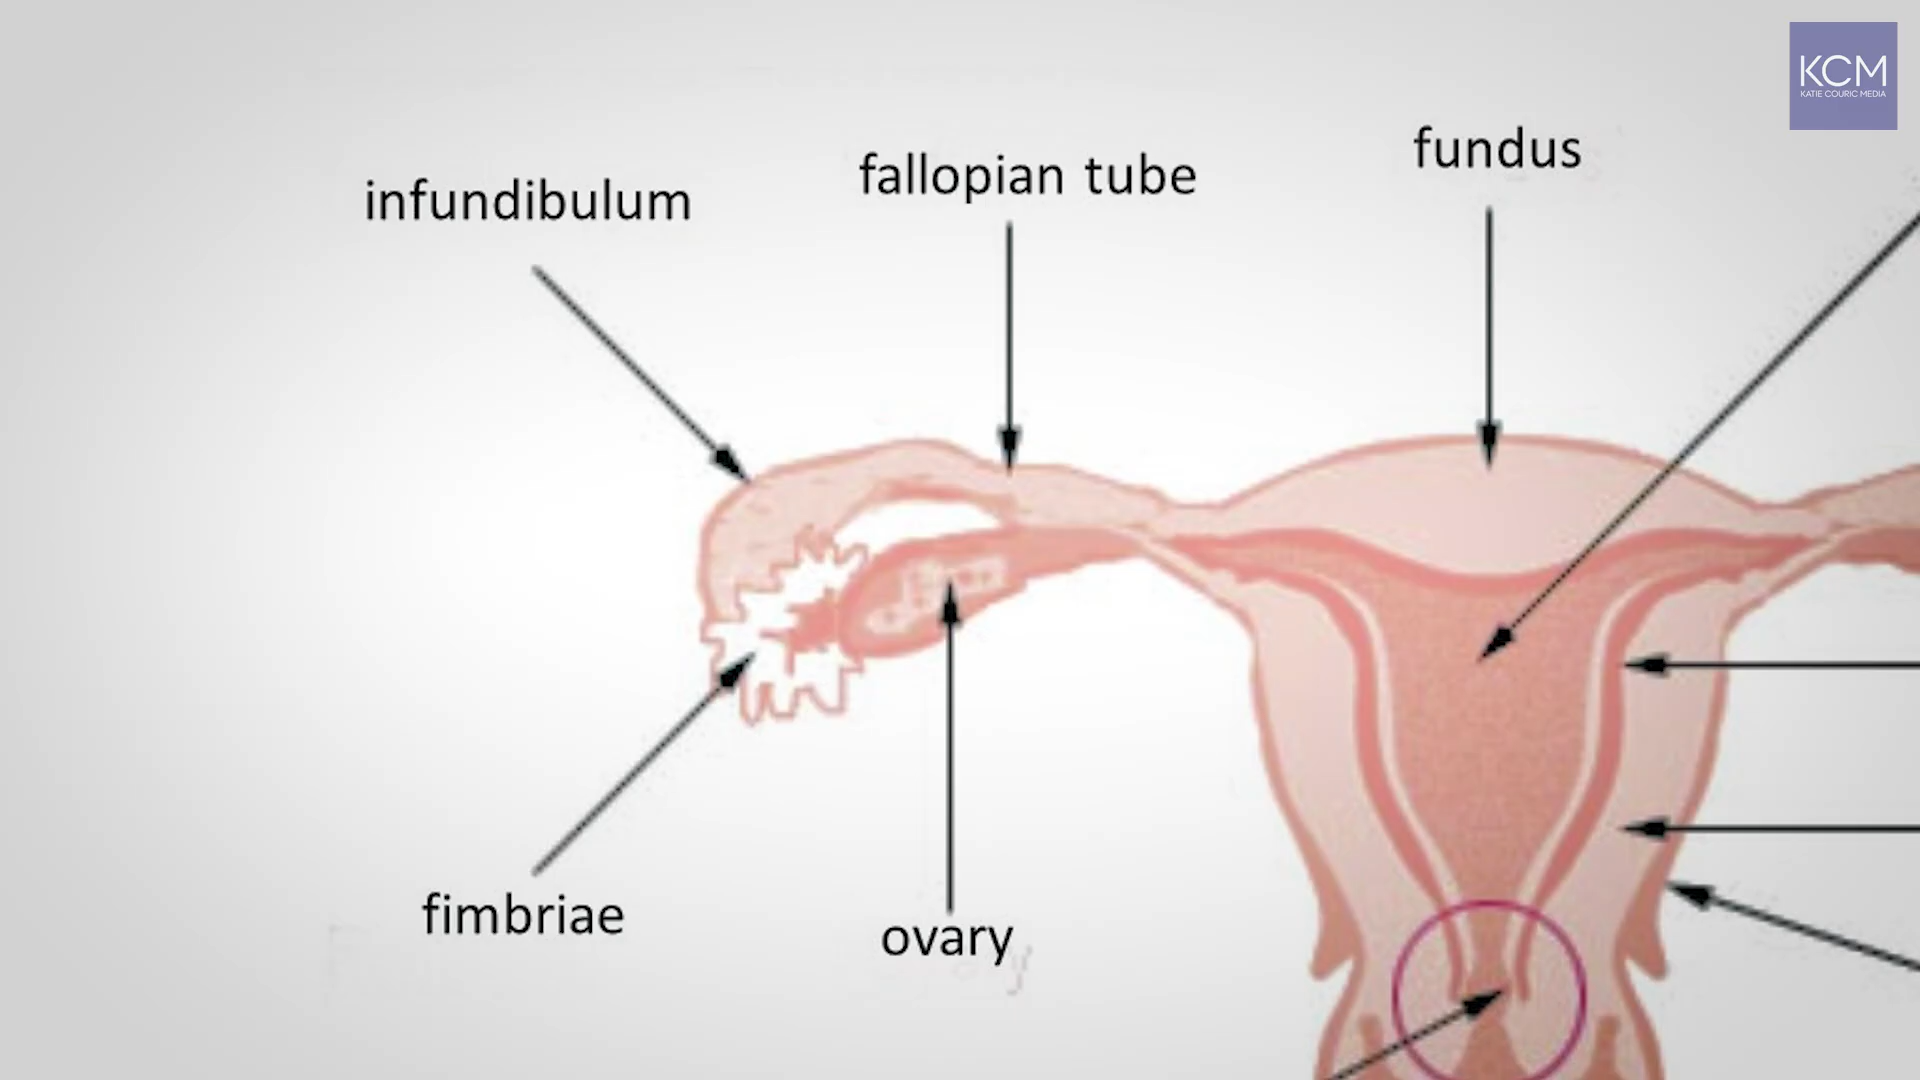 KCM
KATIE COURIC MEDIA
fundus
fallopian tube
infundibulum
fimbriae
ovary